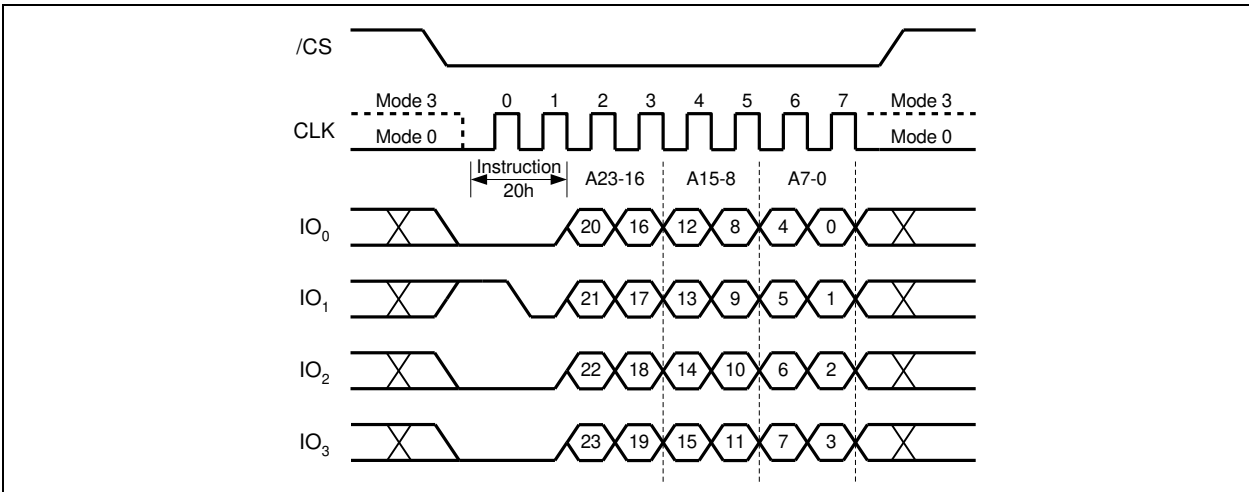 /CS
Mode 3 0 1 2 3 4 5 6 7 Mode 3
CLK
Mode 0 Mode 0
Instruction
20h
A23-16 A15-8 A7-0
IO0 20 16 12 8 4 0
IO1 21 17 13 9 5 1
IO2 22 18 14 10 6 2
IO3 23 19 15 11 7 3